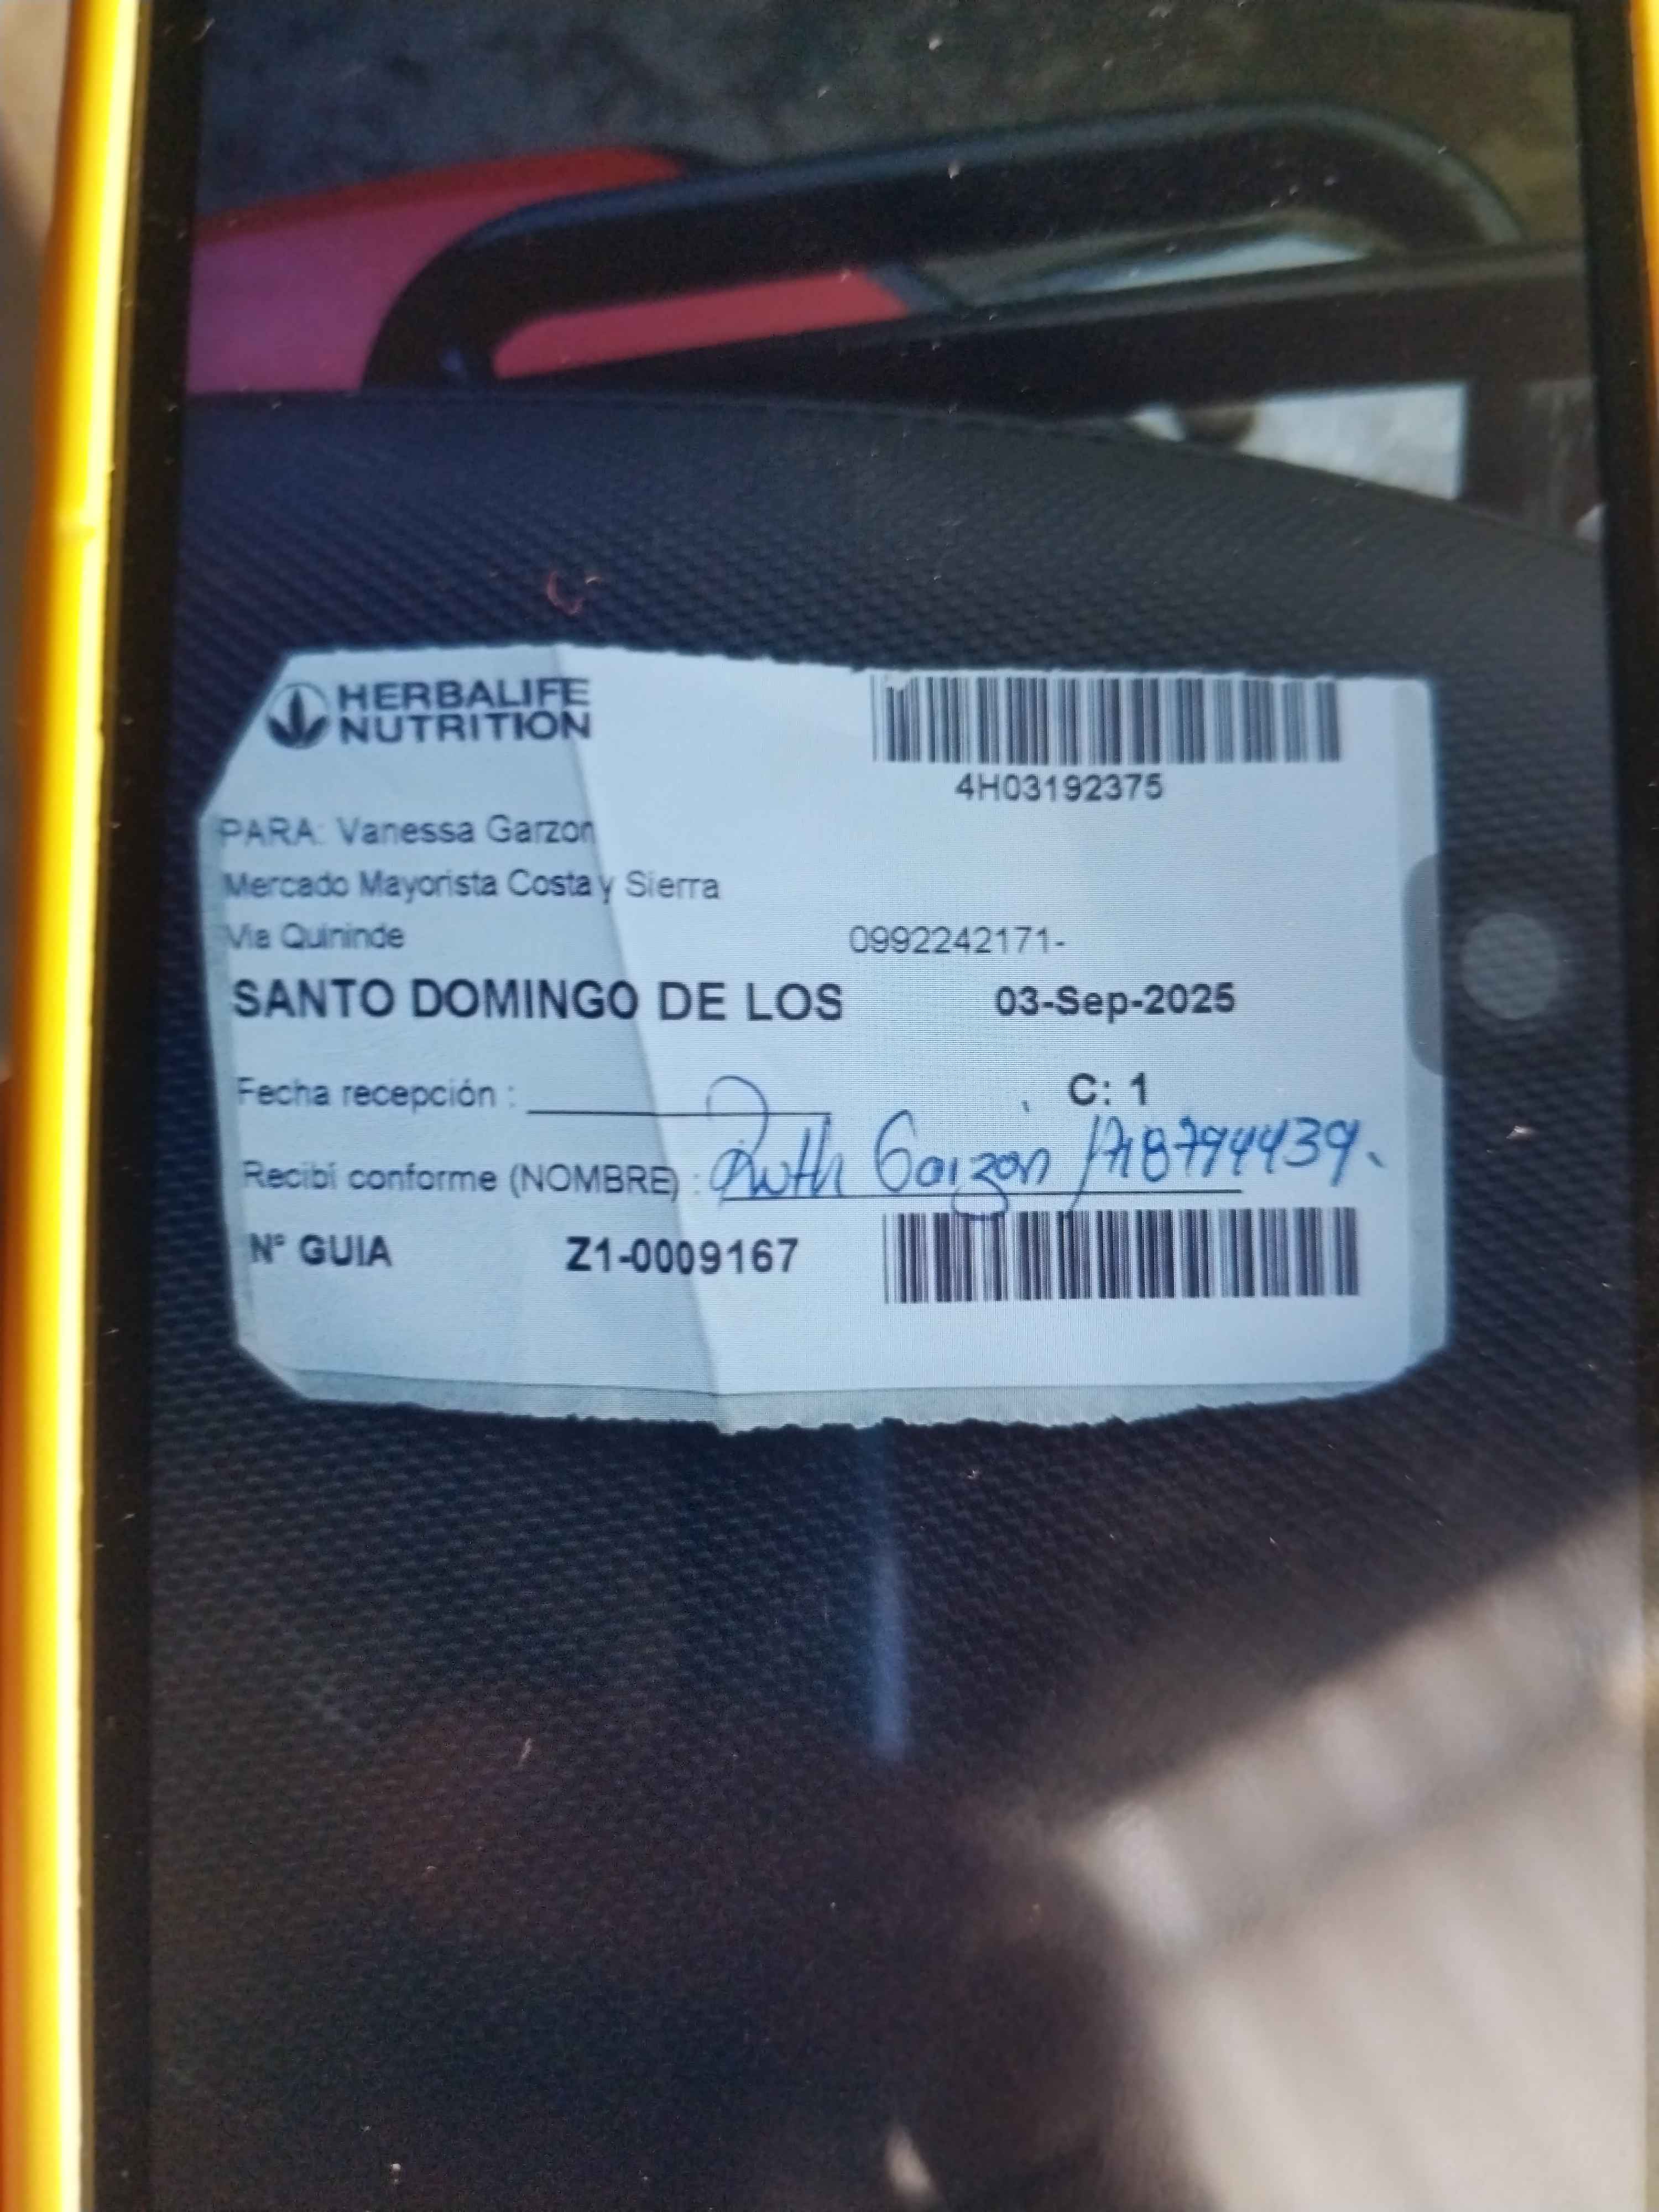 HERBALIFE
NUTRITION
4H03192375
PARA: Vanessa Garzon
Mercado Mayorista Costa y Sierra
Via Quininde 0992242171-
SANTO DOMINGO DE LOS 03-Sep-2025
Fecha recepción :
C: 1
Recibí conforme (NOMBRE) : Ruth Garzon
N° GUIA Z1-0009167